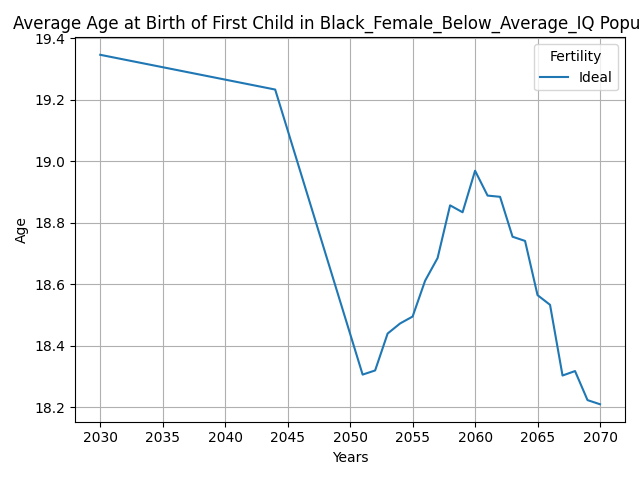 Average Age at Birth of First Child in Black_Female_Below_Average_IQ Popu
19.4
19.2
19.0
18.8
18.6
18.4
18.2
Age
Fertility
Ideal
2030 2035 2040 2045 2050 2055 2060 2065 2070
Years